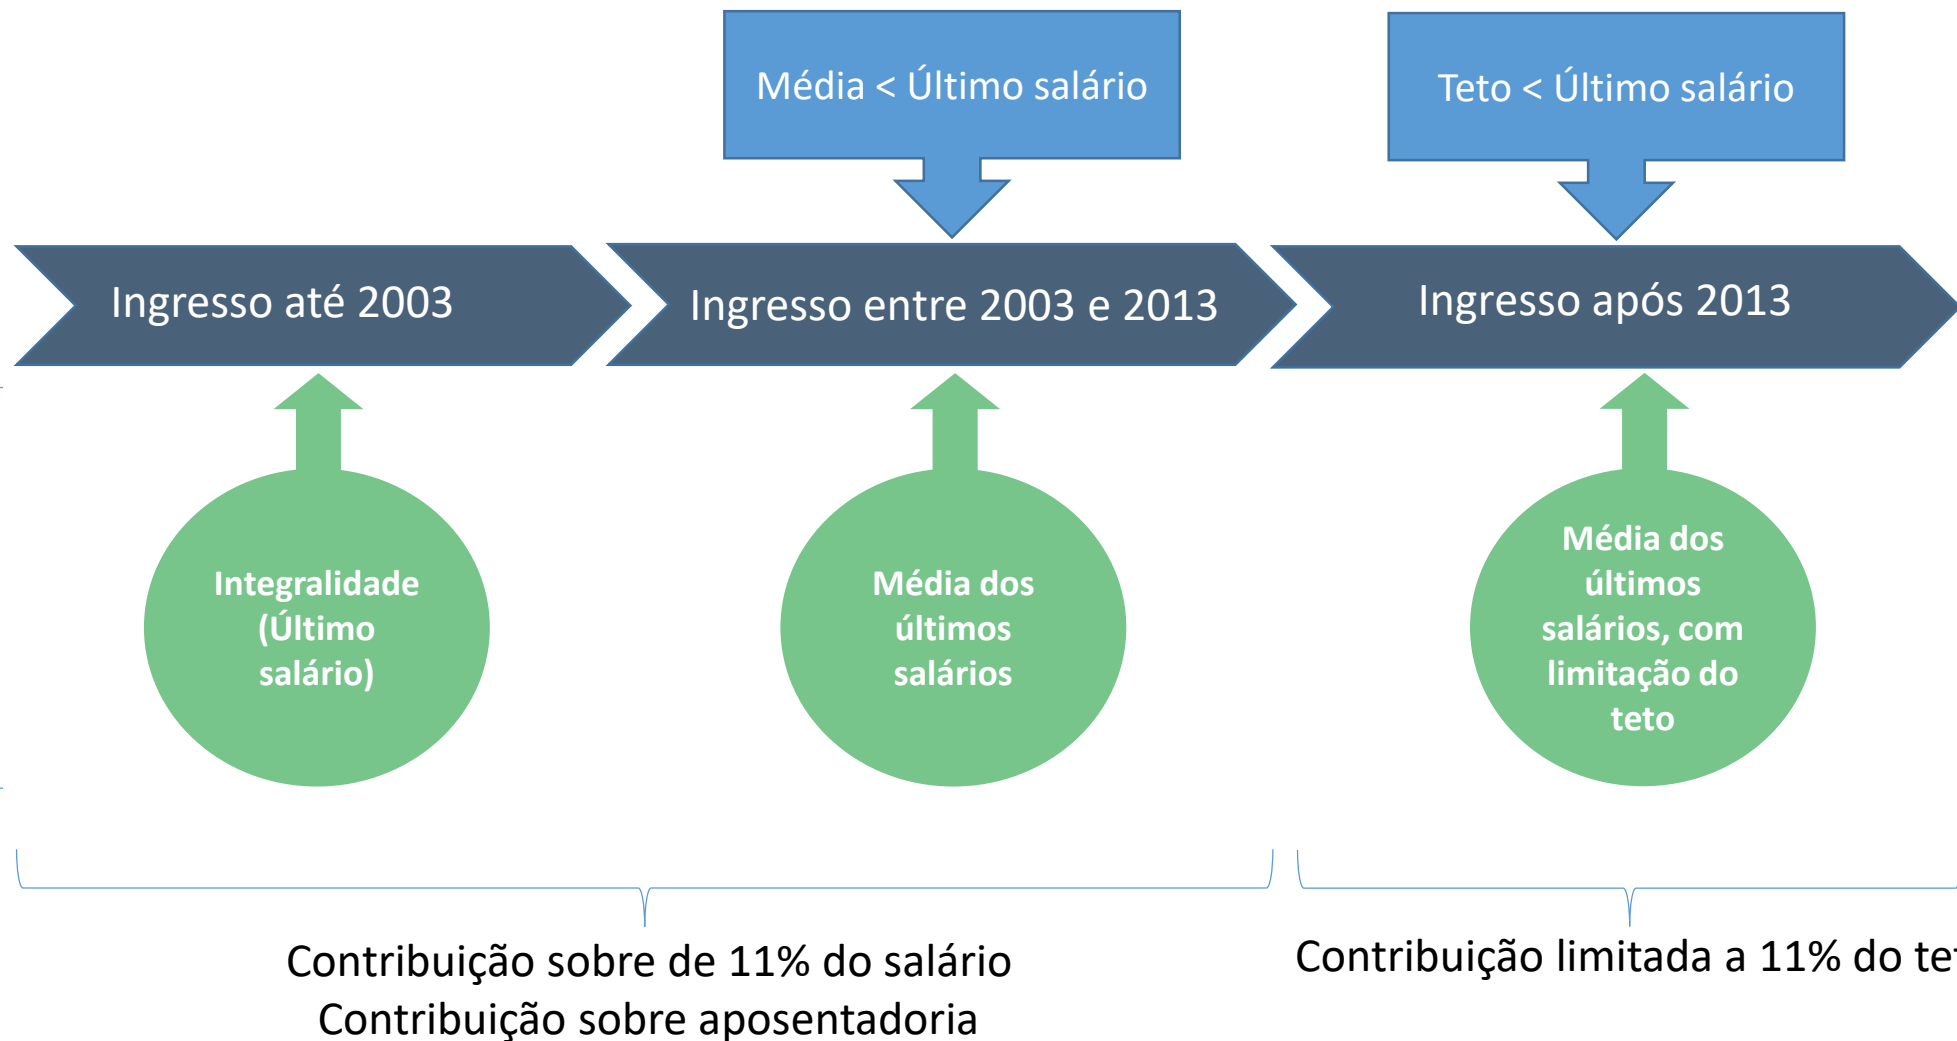 Média < Último salário
Teto < Último salário
Ingresso até 2003
Ingresso entre 2003 e 2013
Ingresso após 2013
Integralidade
(Último
salário)
Média dos
últimos
salários
Média dos
últimos
salários, com
limitação do
teto
Contribuição sobre de 11% do salário
Contribuição sobre aposentadoria
Contribuição limitada a 11% do